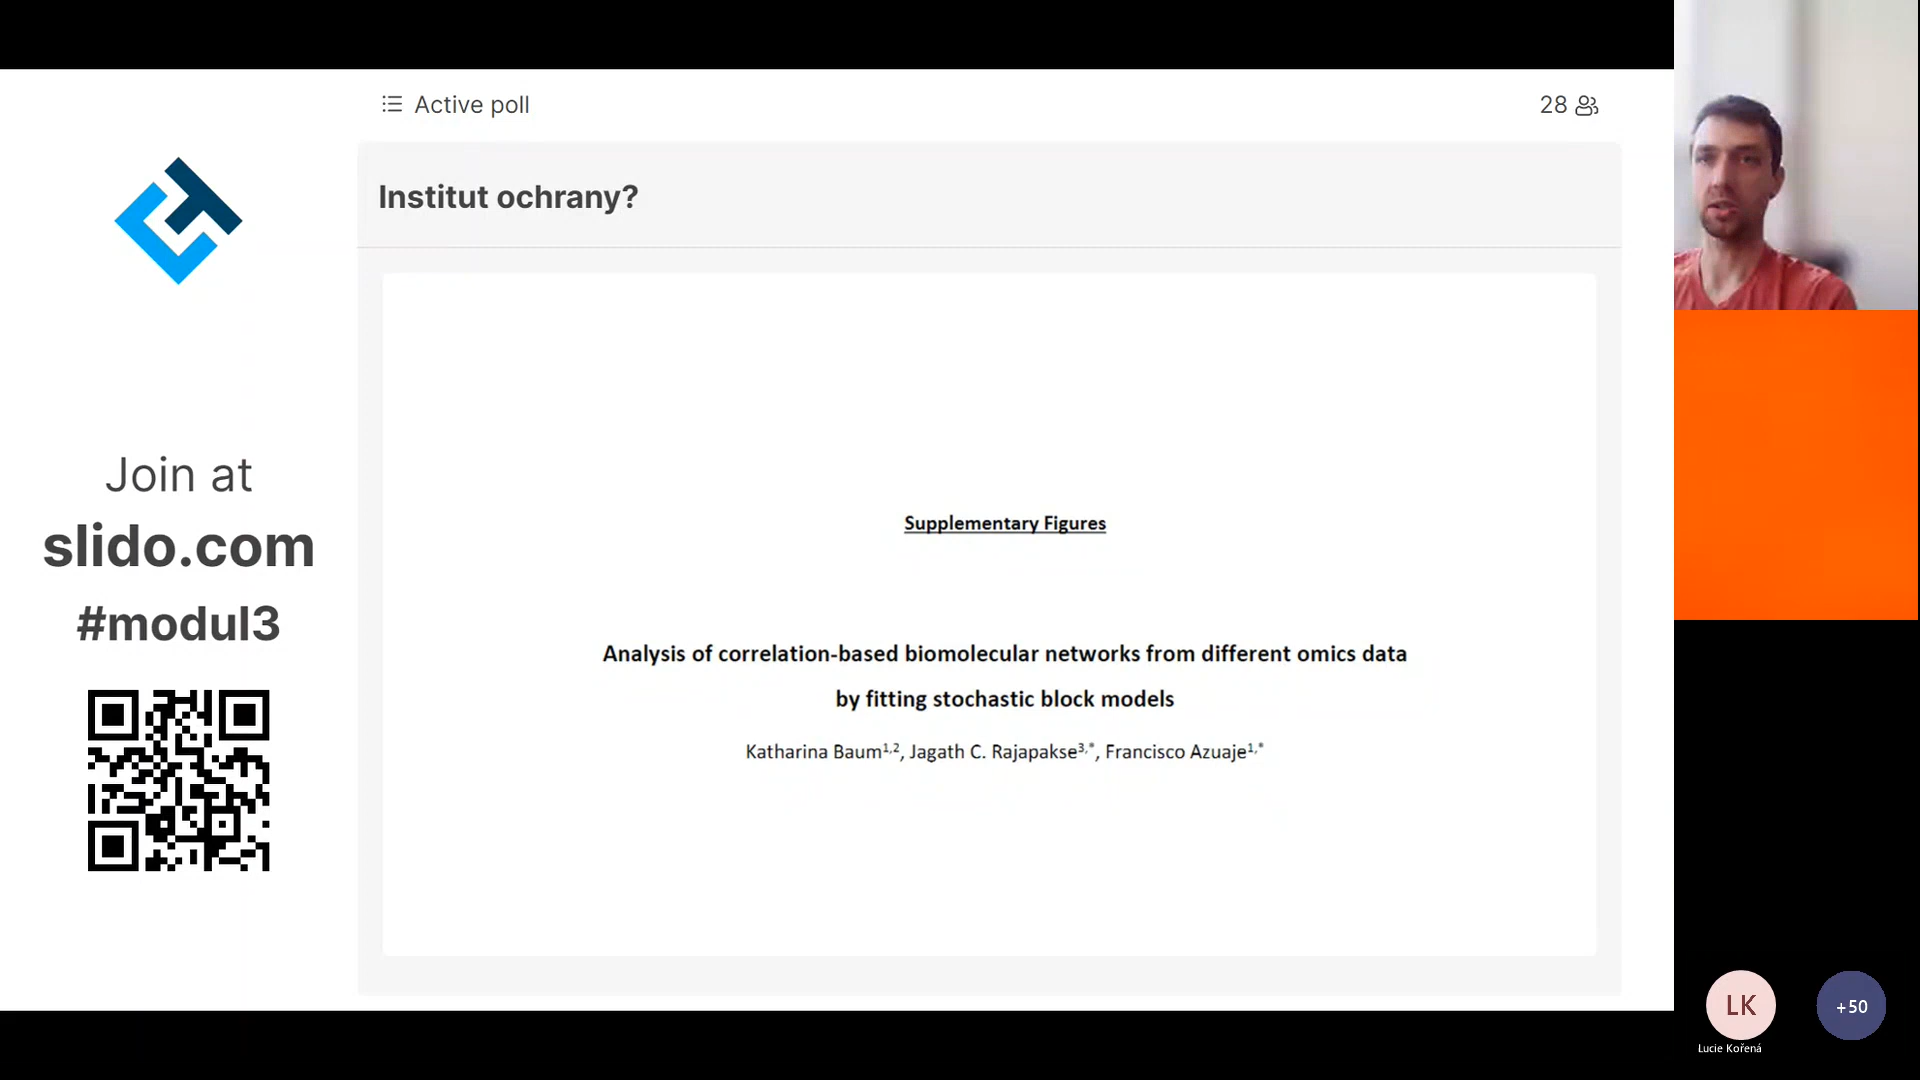 Active poll
28
Institut ochrany?
Join at
slido.com
#modul3
Supplementary Figures
Analysis of correlation-based biomolecular networks from different omics data
by fitting stochastic block models
Katharina Baum1,2, Jagath C. Rajapakse3,*, Francisco Azuaje1,*
LK
Lucie Kořená
+50